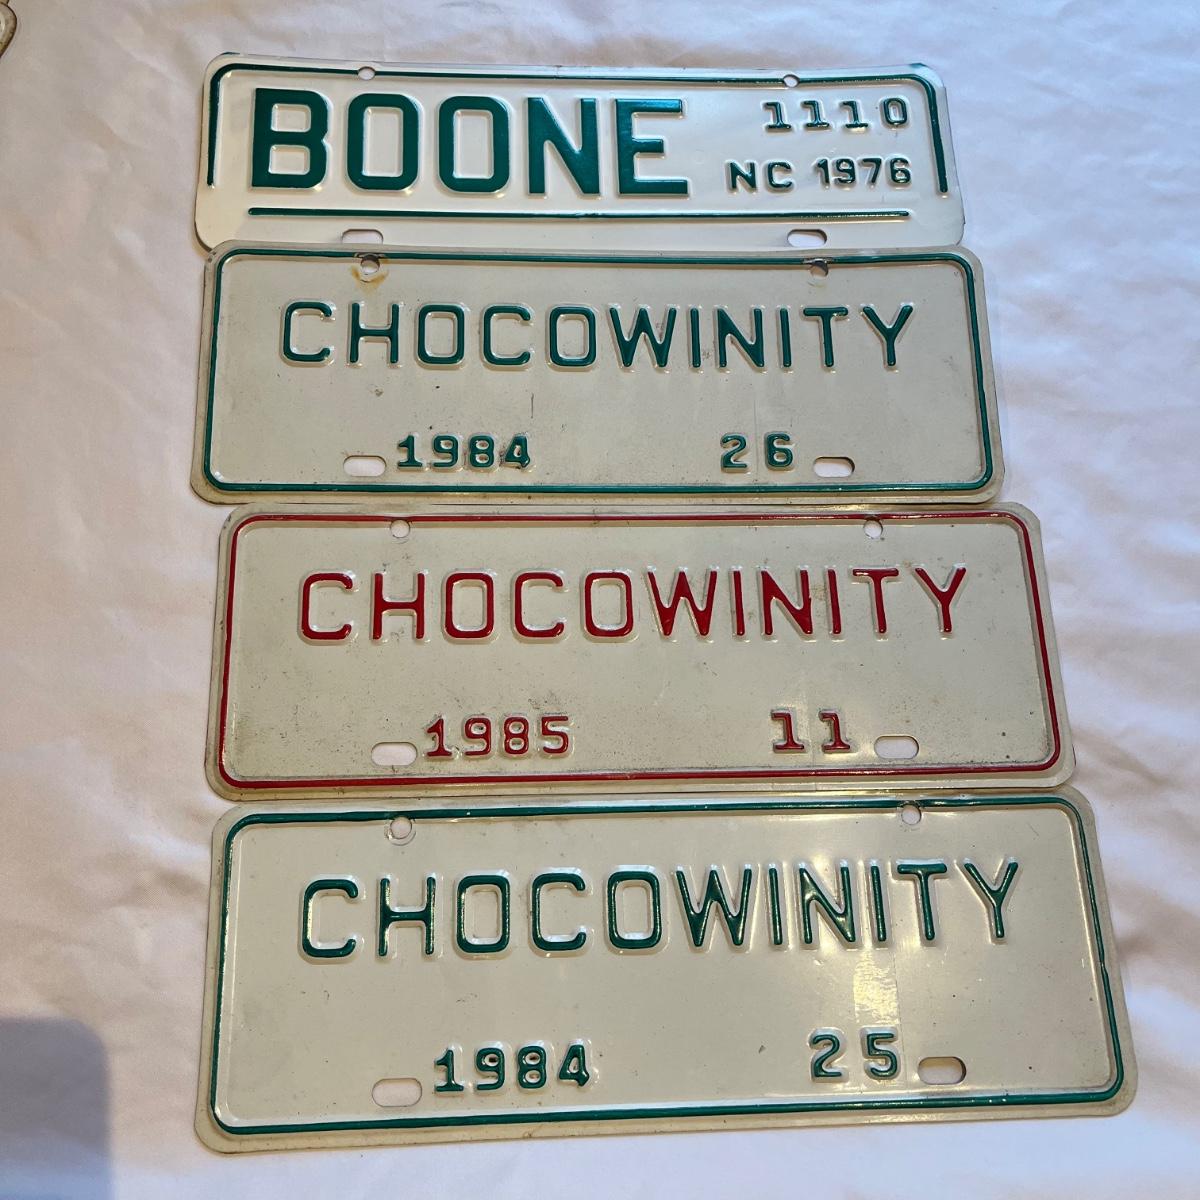 BOONE 1110
NC 1976
CHOCOWINITY
1984 26
CHOCOWINITY
1985 11
CHOCOWINITY
1984 25